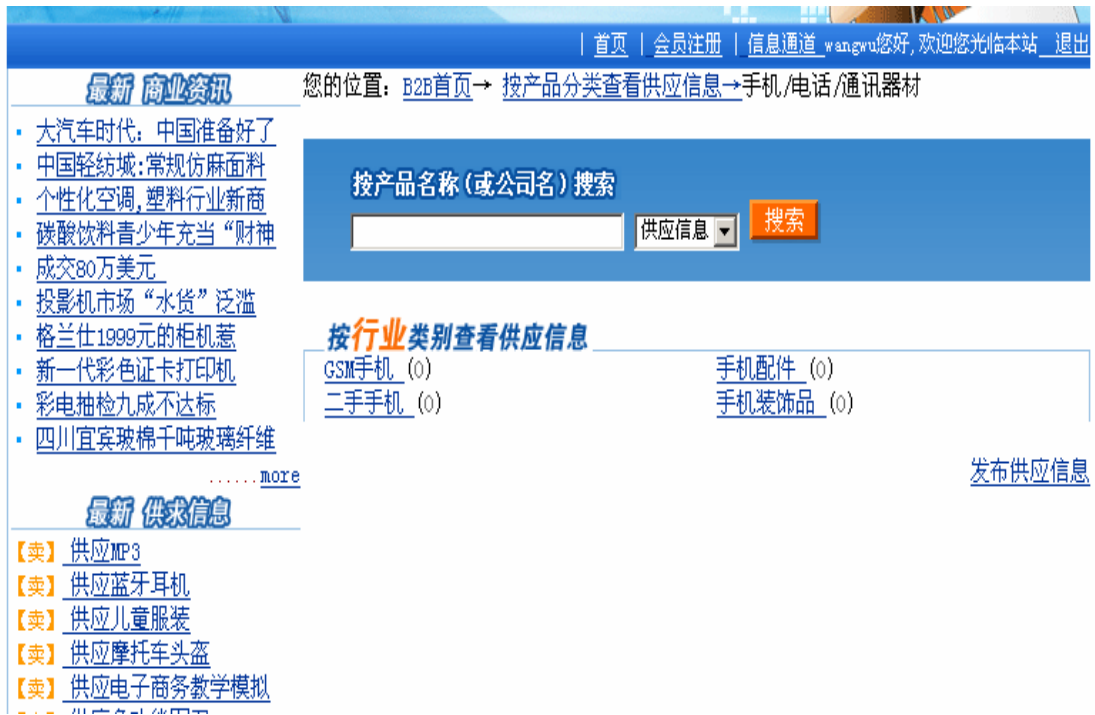 | 首页 | 会员注册 | 信息通道 wangwu您好,欢迎您光临本站 退出
最新 商业资讯
· 大汽车时代：中国准备好了
· 中国轻纺城:常规仿麻面料
· 个性化空调,塑料行业新商
· 碳酸饮料青少年充当“财神
· 成交80万美元
· 投影机市场“水货”泛滥
· 格兰仕1999元的柜机惹
· 新一代彩色证卡打印机
· 彩电抽检九成不达标
· 四川宜宾玻棉千吨玻璃纤维
......more
最新 供求信息
【卖】 供应MP3
【卖】 供应蓝牙耳机
【卖】 供应儿童服装
【卖】 供应摩托车头盔
【卖】 供应电子商务教学模拟
您的位置：B2B首页→ 按产品分类查看供应信息→手机/电话/通讯器材
按产品名称(或公司名)搜索
供应信息 搜索
按行业类别查看供应信息
GSM手机 (0) 手机配件 (0)
二手手机 (0) 手机装饰品 (0)
发布供应信息